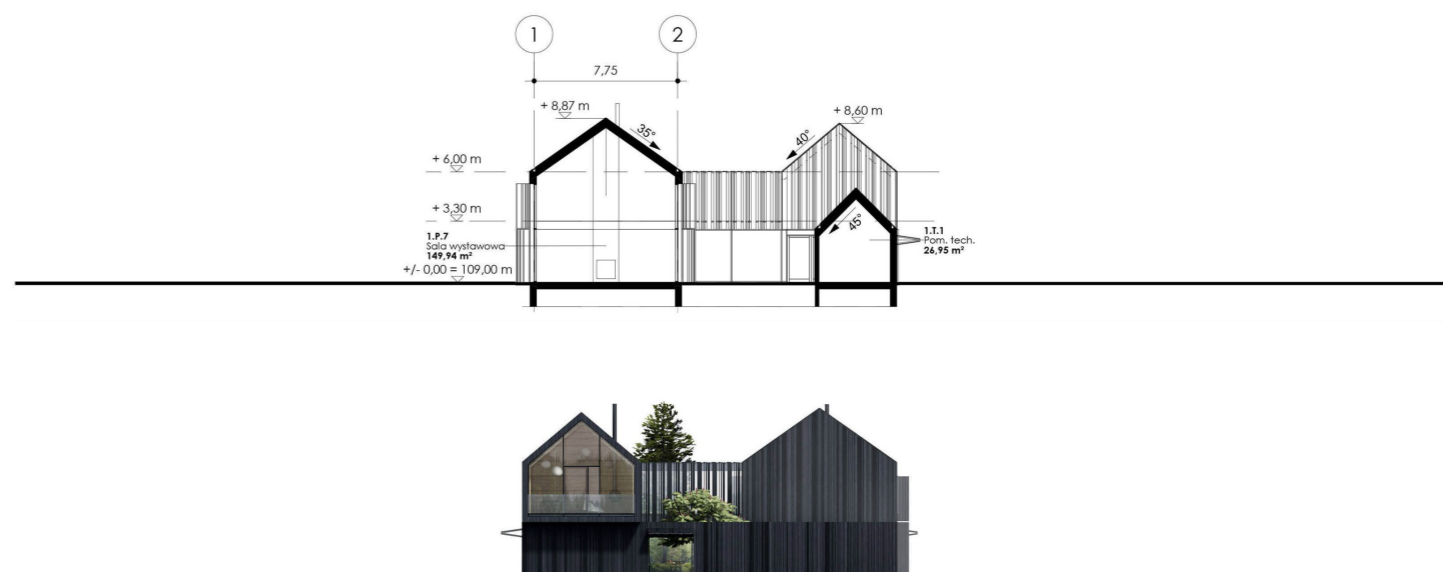 1
2
7,75
+ 8,87 m
35°
40°
+ 8,60 m
+ 6,00 m
+ 3,30 m
45°
1.P.7
Sala wystawowa
149,94 m²
+/- 0,00 = 109,00 m
1.T.1
Pom. tech.
26,95 m²